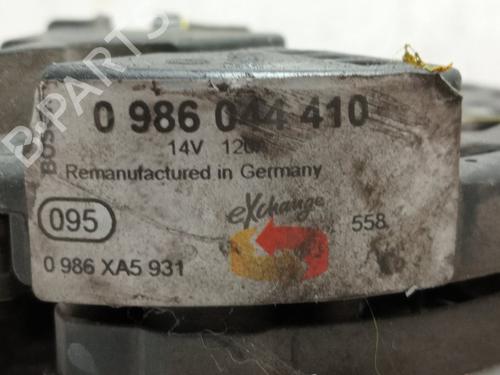 BOSCH
0 986 044 410
14V 120A
Remanufactured in Germany
eXchange
095
558
0 986 XA5 931
B-PARTS